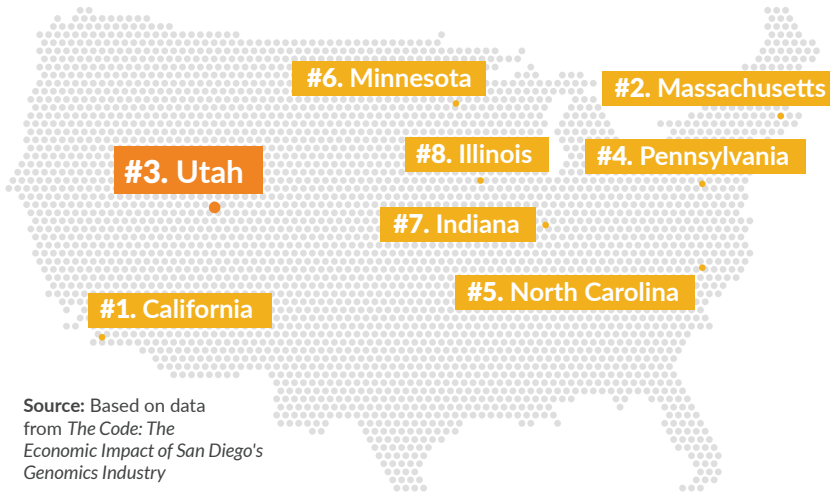 #6. Minnesota
#2. Massachusetts
#8. Illinois
#4. Pennsylvania
#3. Utah
#7. Indiana
#5. North Carolina
#1. California
Source: Based on data
from The Code: The
Economic Impact of San Diego's
Genomics Industry